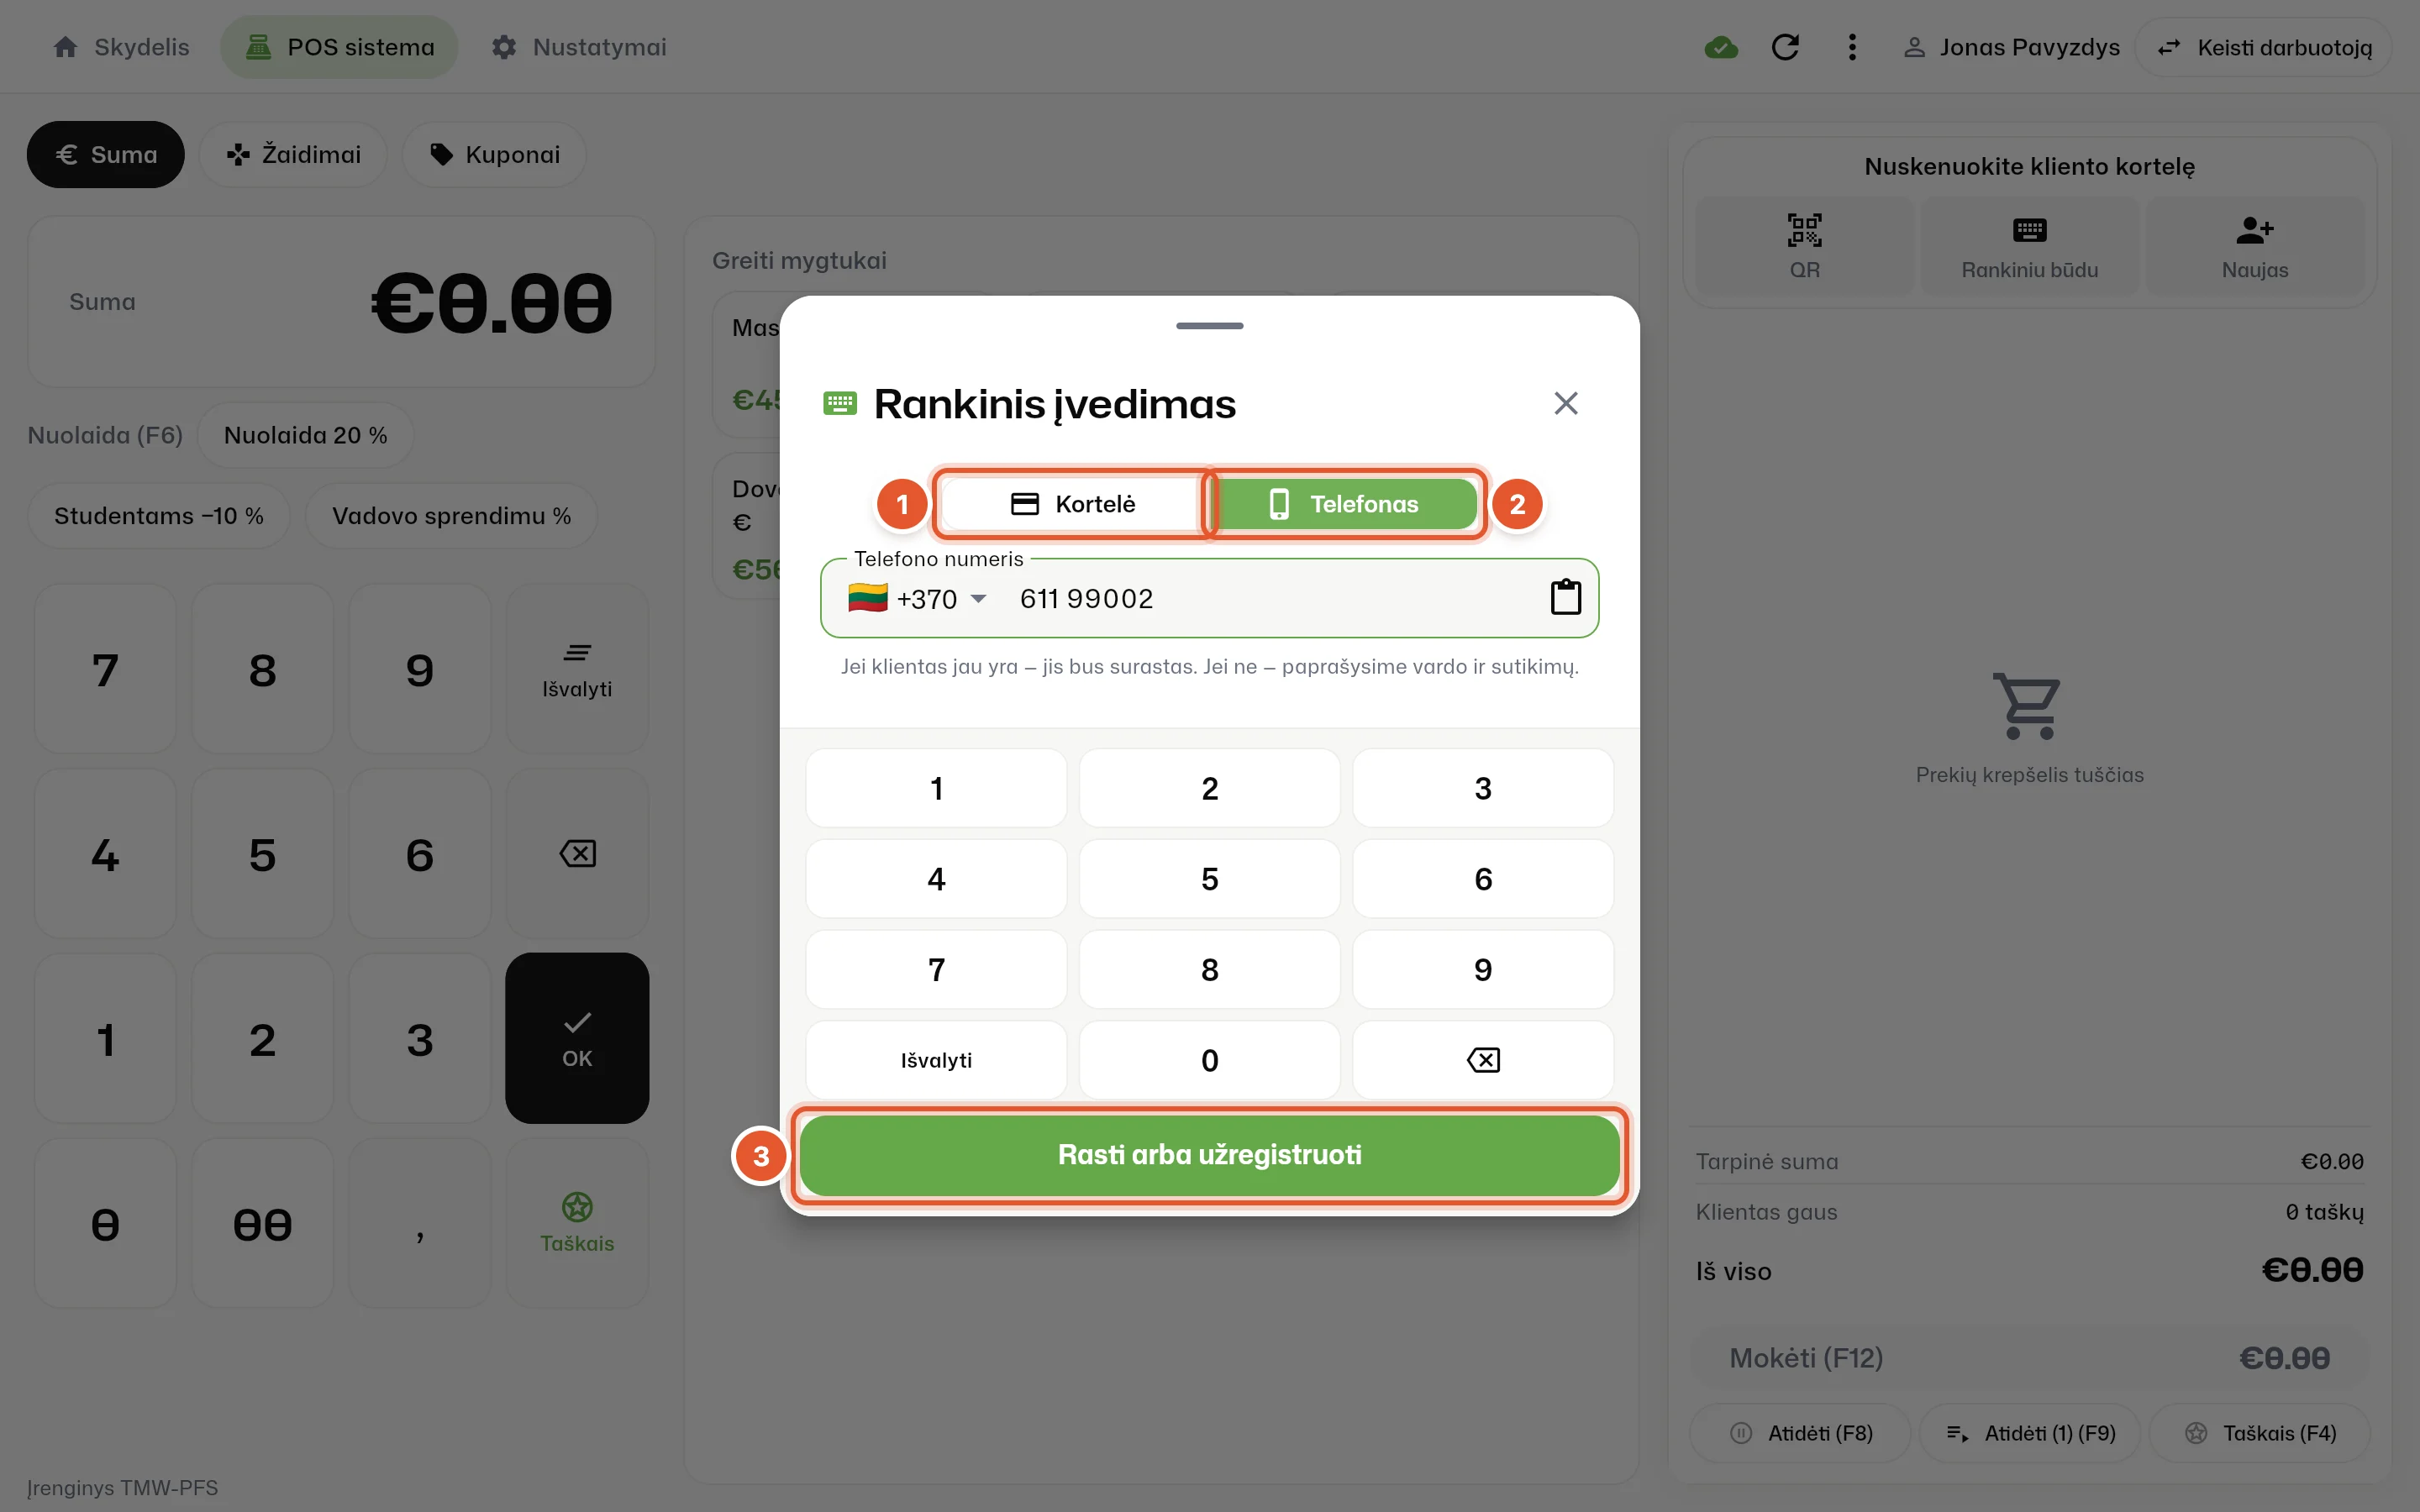 Skydelis
POS sistema
Nustatymai
Jonas Pavyzdys
Keisti darbuotoją
€ Suma
Žaidimai
Kuponai
Suma
€0.00
Nuolaida (F6)
Nuolaida 20 %
Studentams −10 %
Vadovo sprendimu %
7
8
9
Išvalyti
4
5
6
1
2
3
OK
0
00
,
Taškais
Įrenginys TMW-PFS
Greiti mygtukai
Mas
€45
€
€56
Rankinis įvedimas
1
Kortelė
Telefonas
2
Telefono numeris
+370
611 99002
Jei klientas jau yra – jis bus surastas. Jei ne – paprašysime vardo ir sutikimų.
1
2
3
4
5
6
7
8
9
Išvalyti
0
3
Rasti arba užregistruoti
Nuskenuokite kliento kortelę
QR
Rankiniu būdu
Naujas
Prekių krepšelis tuščias
Tarpinė suma
€0.00
Klientas gaus
0 taškų
Iš viso
€0.00
Mokėti (F12)
€0.00
Atidėti (F8)
Atidėti (1) (F9)
Taškais (F4)